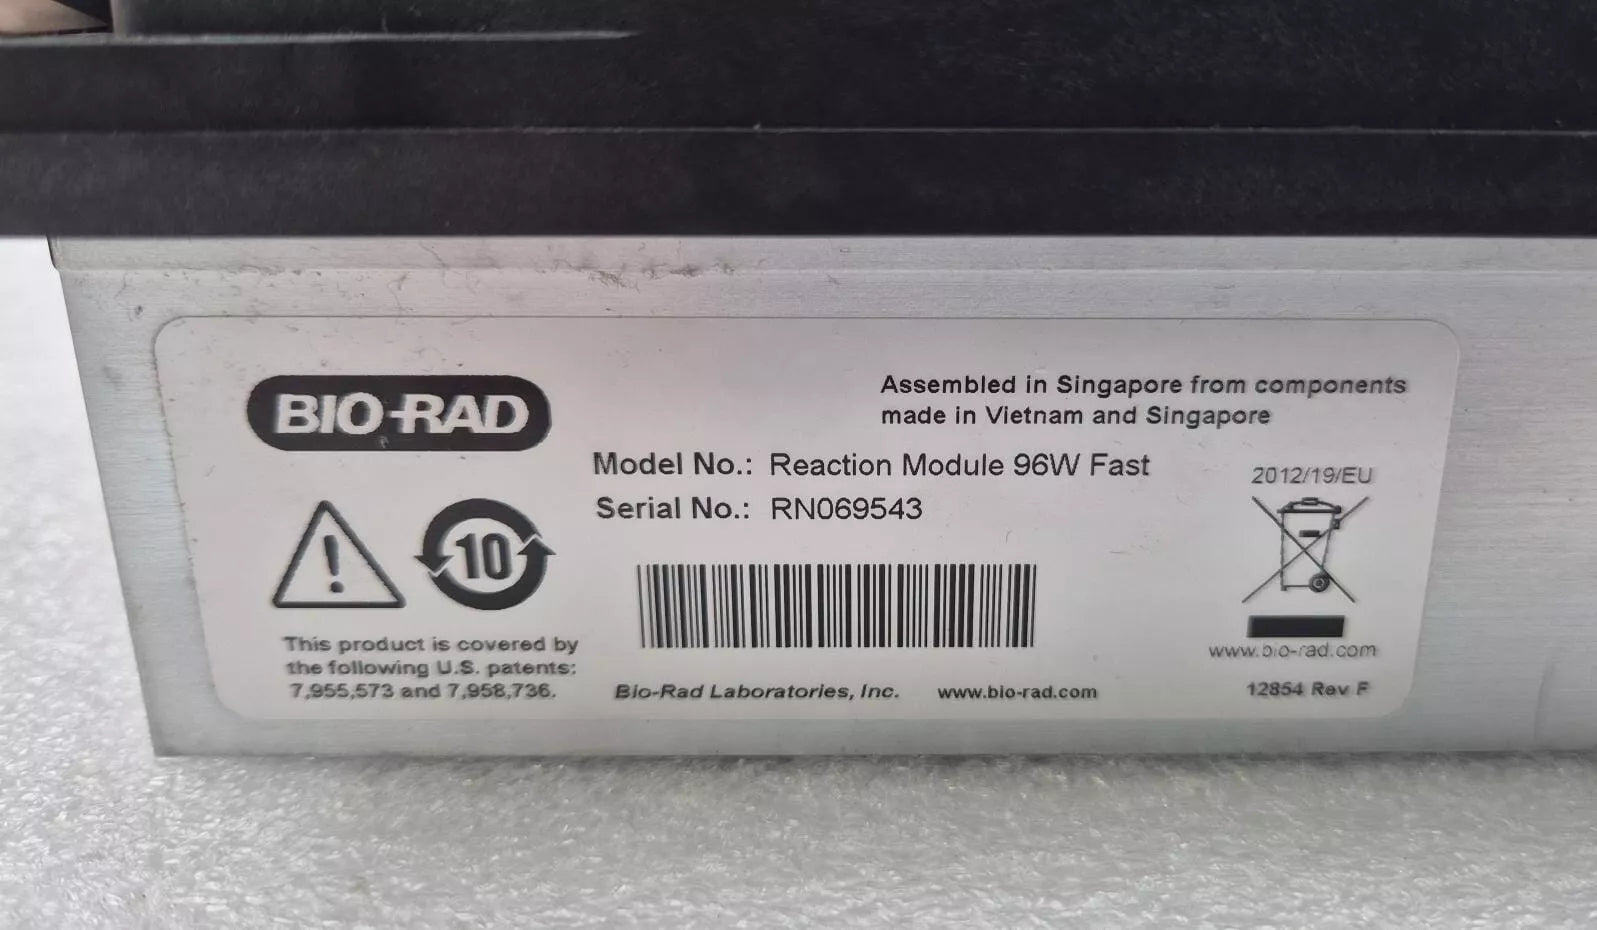 BIO-RAD
Assembled in Singapore from components
made in Vietnam and Singapore
Model No.: Reaction Module 96W Fast
Serial No.: RN069543
2012/19/EU
10
This product is covered by
the following U.S. patents:
7,955,573 and 7,958,736.
Bio-Rad Laboratories, Inc. www.bio-rad.com
www.bio-rad.com
12854 Rev F